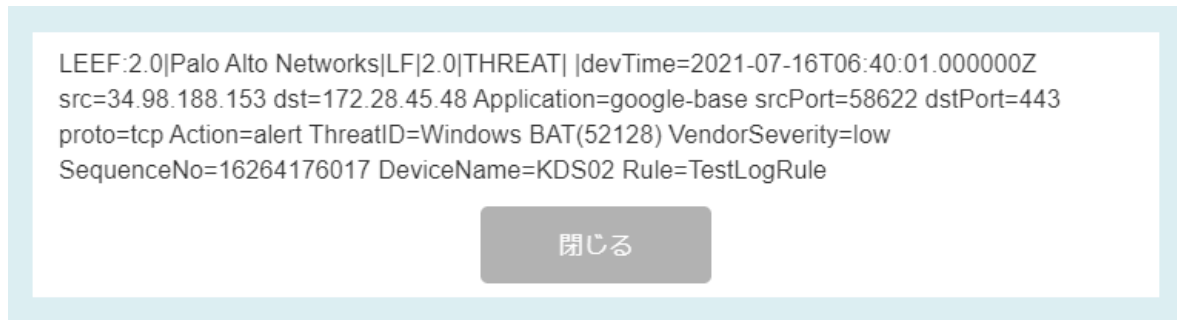 LEEF:2.0|Palo Alto Networks|LF|2.0|THREAT| |devTime=2021-07-16T06:40:01.000000Z
src=34.98.188.153 dst=172.28.45.48 Application=google-base srcPort=58622 dstPort=443
proto=tcp Action=alert ThreatID=Windows BAT(52128) VendorSeverity=low
SequenceNo=16264176017 DeviceName=KDS02 Rule=TestLogRule
閉じる